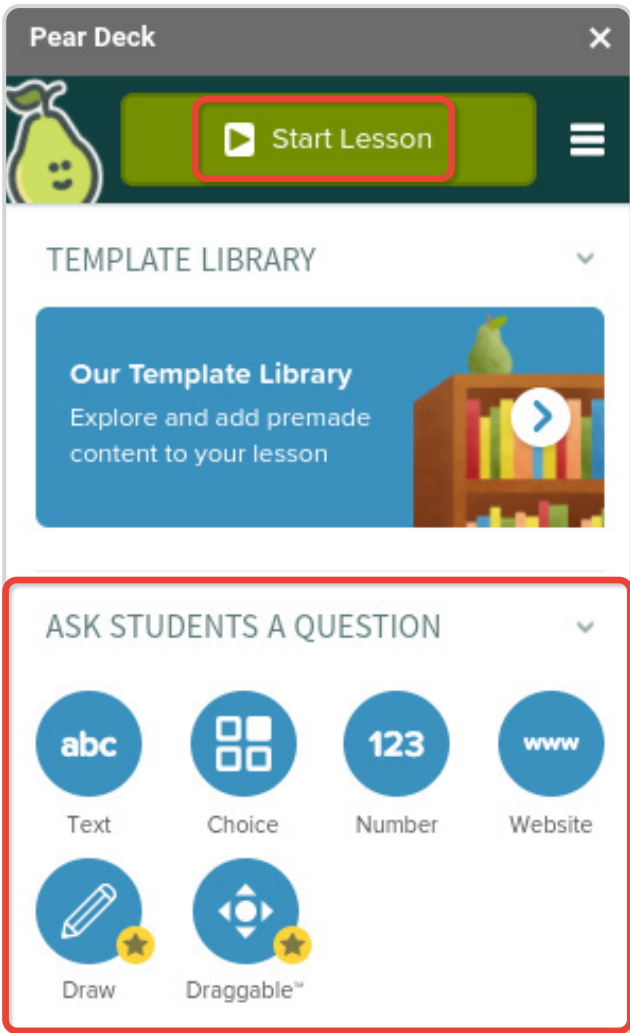 Pear Deck
Start Lesson
TEMPLATE LIBRARY
Our Template Library
Explore and add premade
content to your lesson
ASK STUDENTS A QUESTION
abc
123
www
Text
Choice
Number
Website
Draw
Draggable™